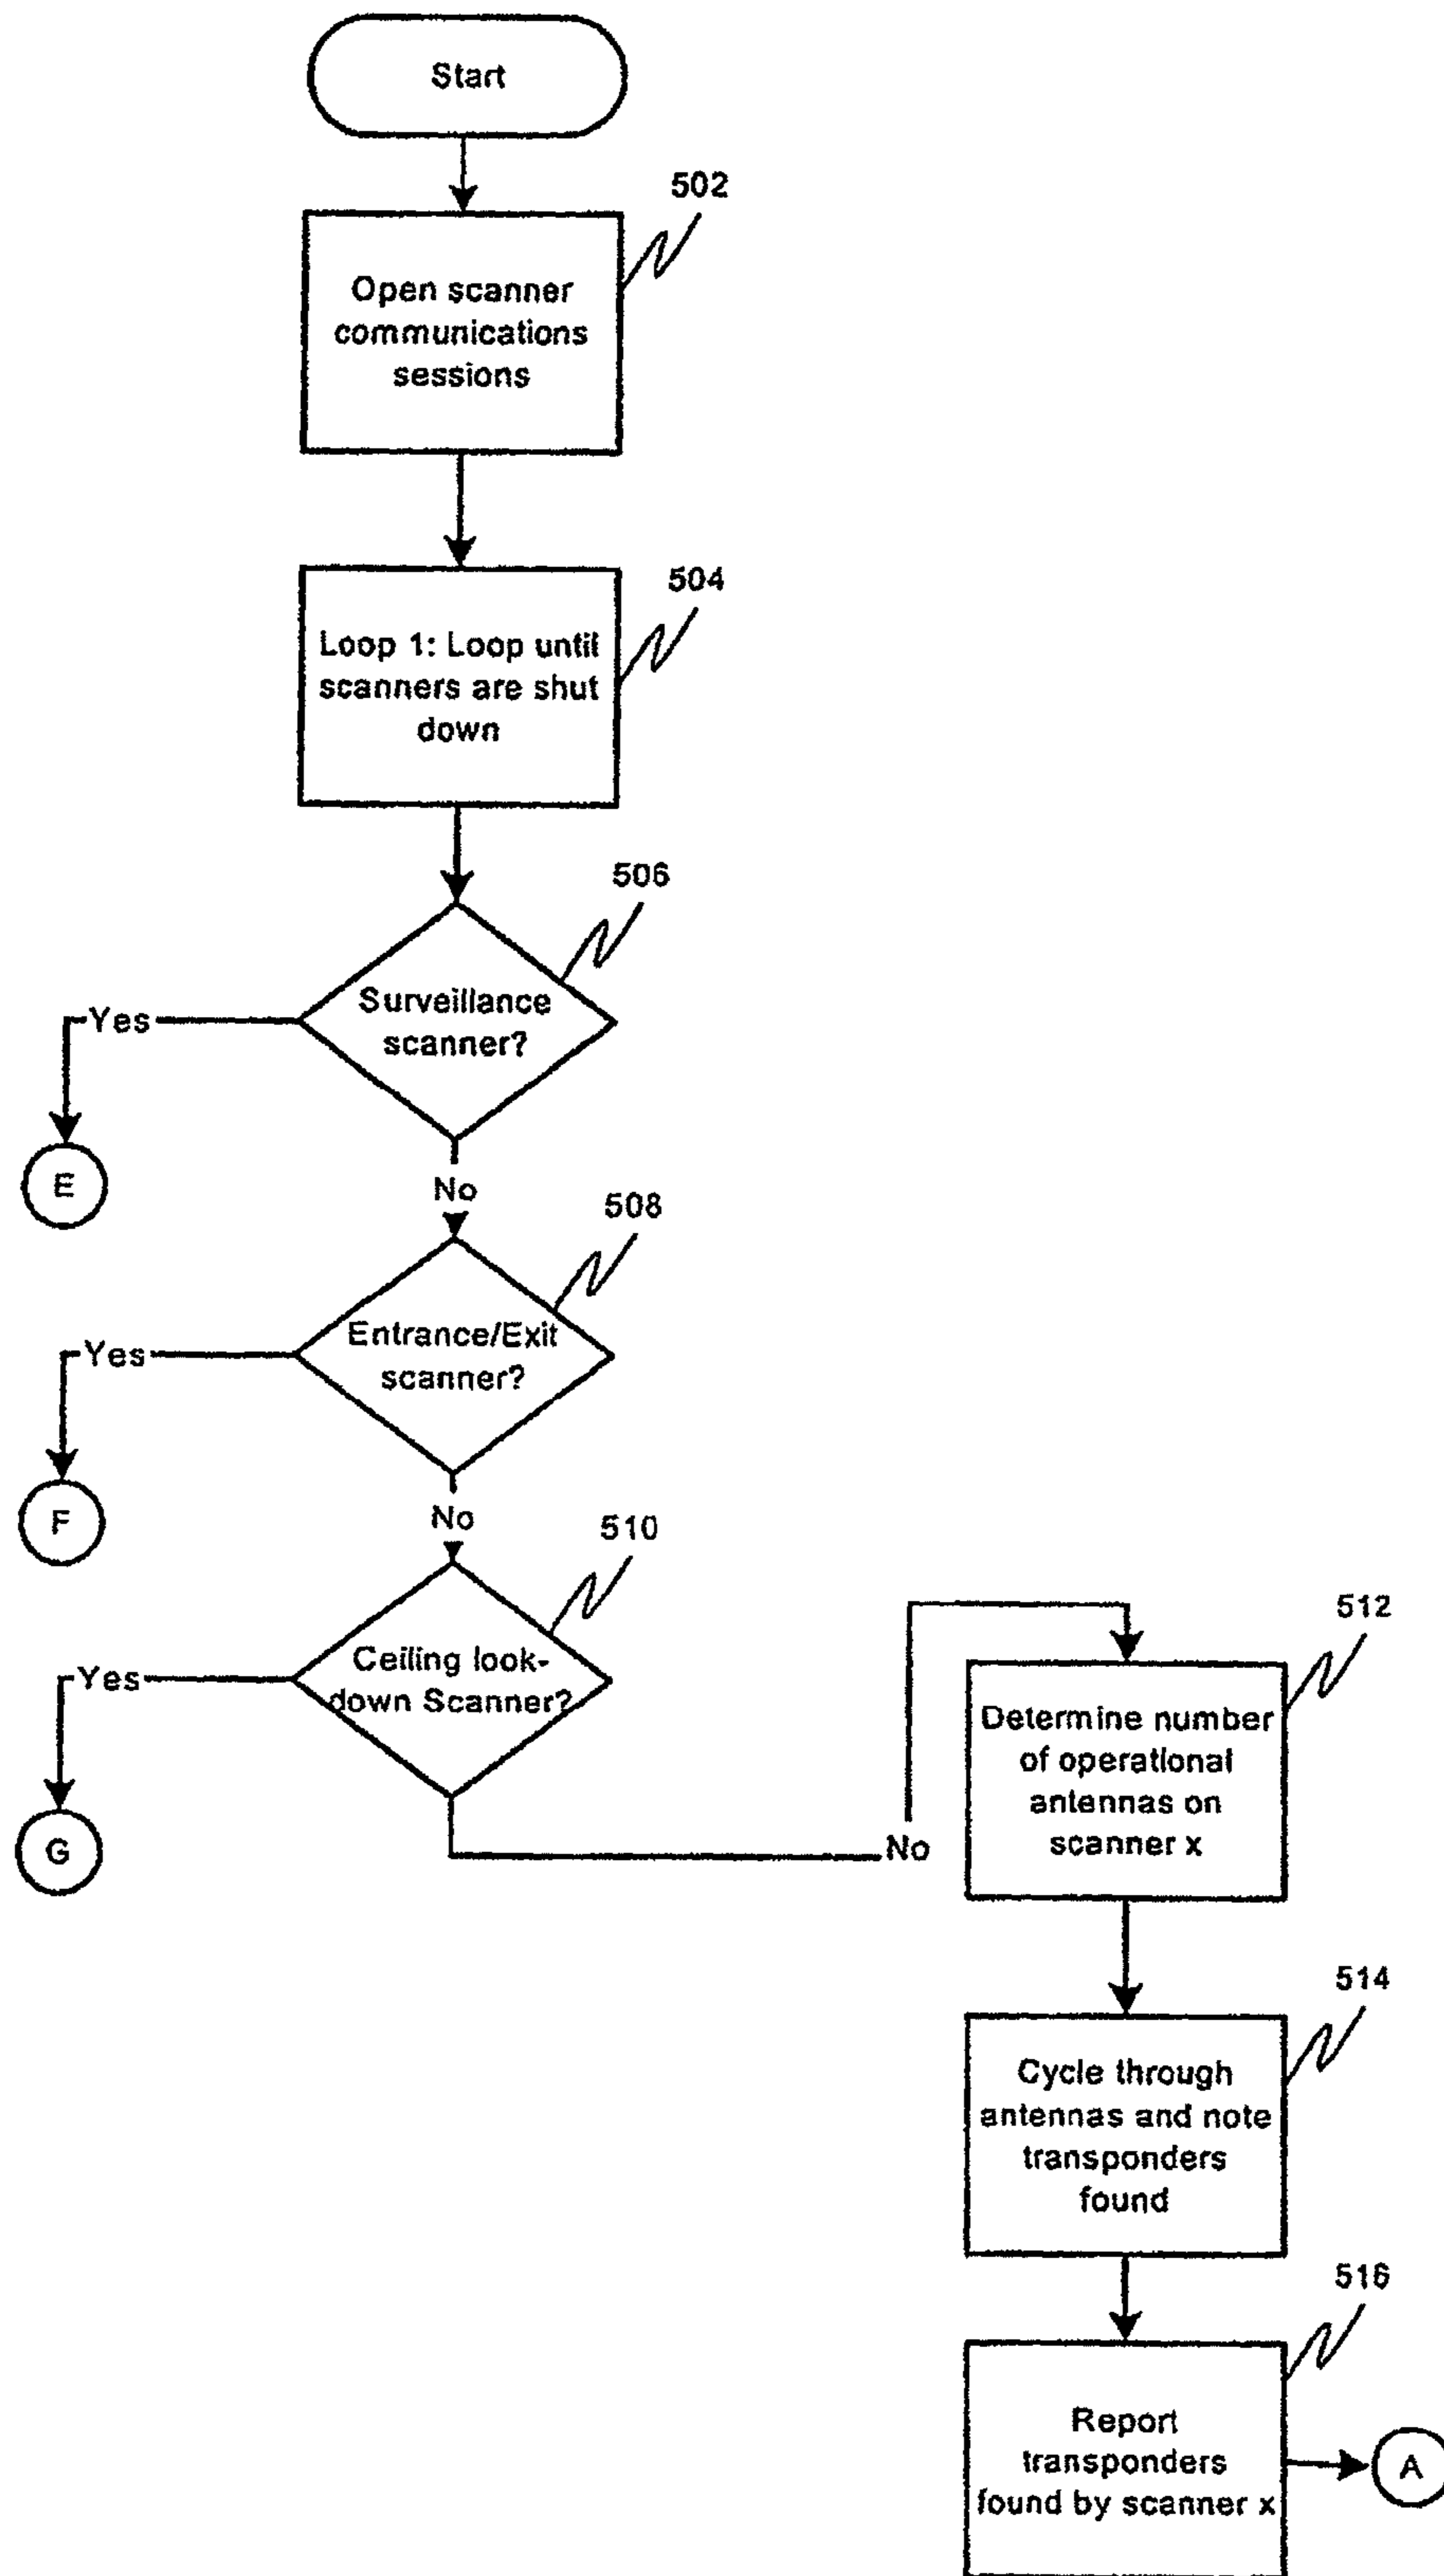 Start
502
Open scanner
communications
sessions
504
Loop 1: Loop until
scanners are shut
down
506
Surveillance
scanner?
Yes
E
No
508
Entrance/Exit
scanner?
Yes
F
No
510
Ceiling look-
down Scanner?
Yes
G
No
512
Determine number
of operational
antennas on
scanner x
514
Cycle through
antennas and note
transponders
found
516
Report
transponders
found by scanner x
A